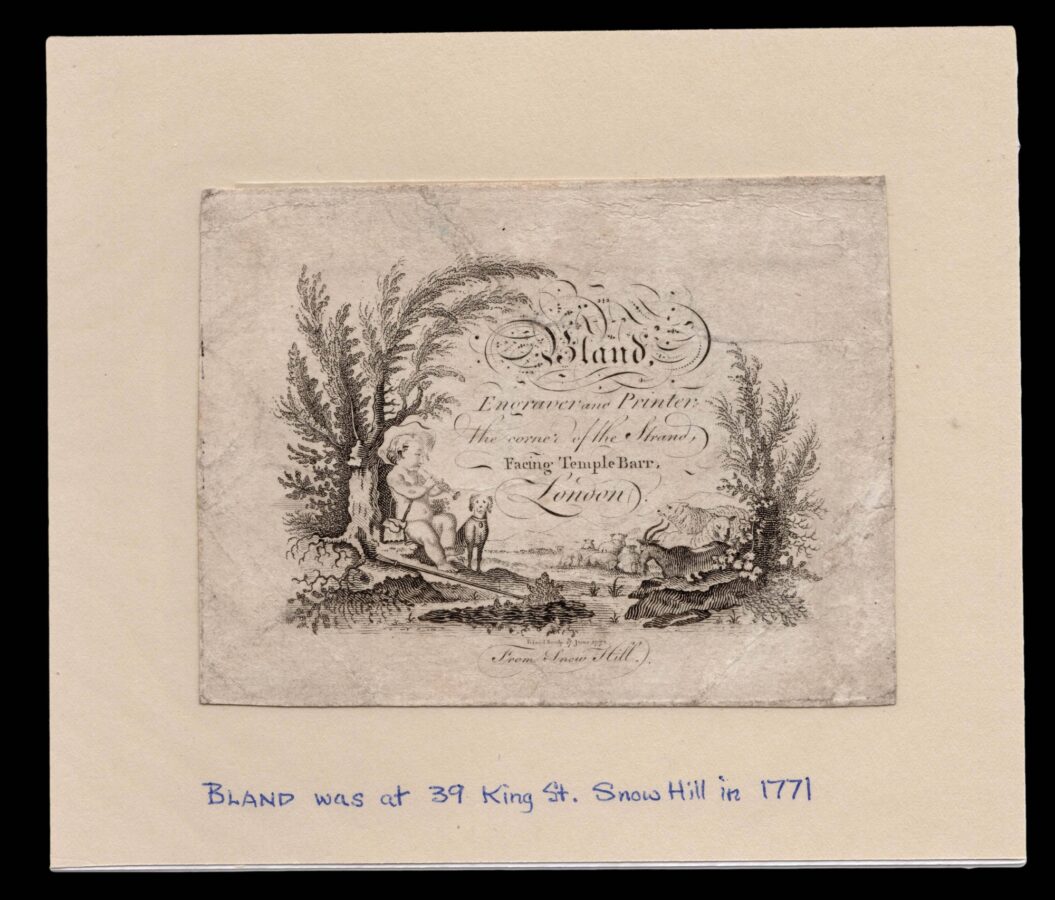 Bland,
Engraver and Printer,
The corner of the Strand,
Facing Temple Barr,
London.
From Snow Hill.
BLAND was at 39 King St. Snow Hill in 1771